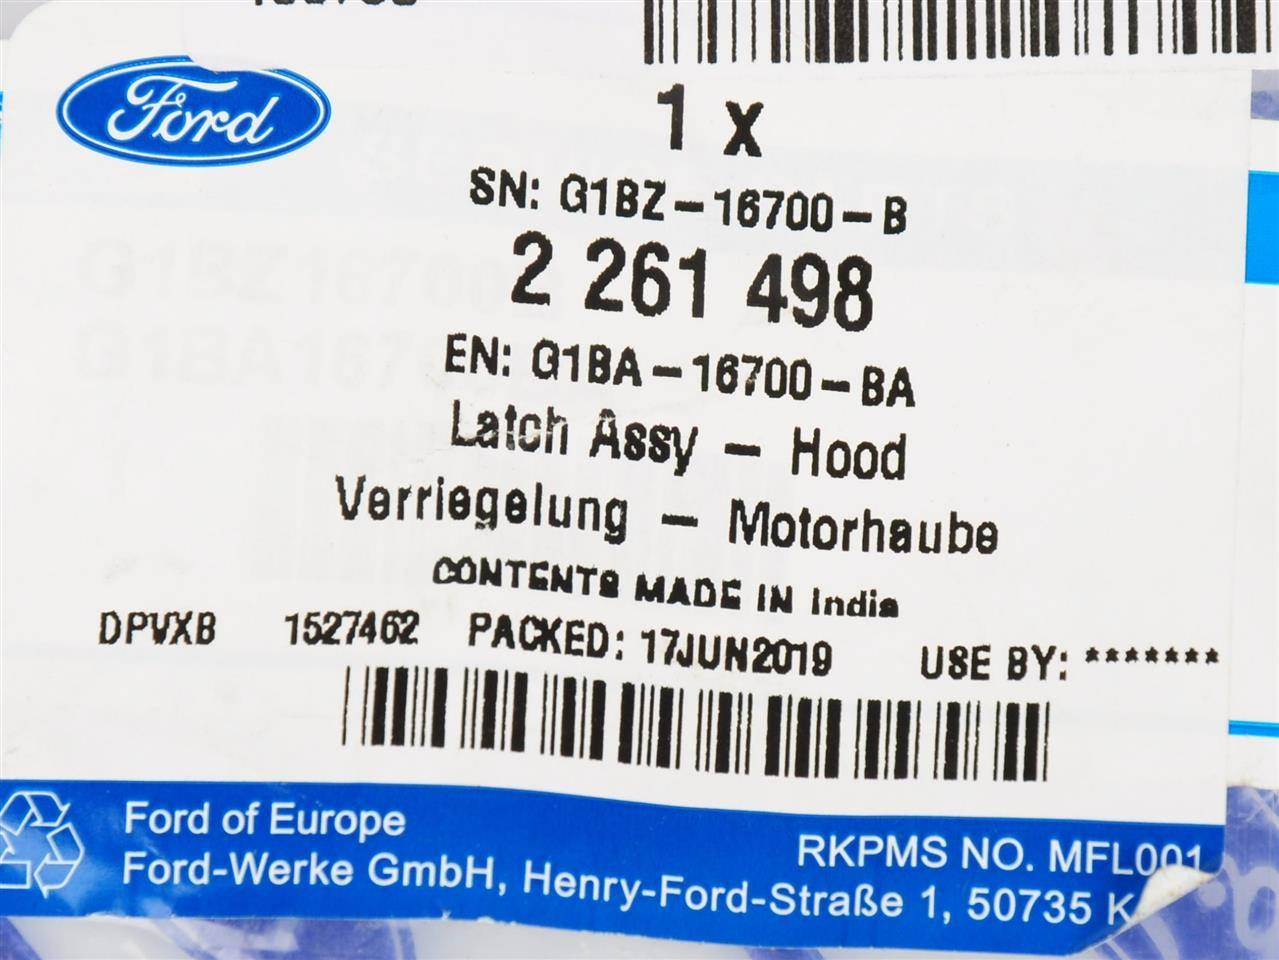 Ford
1 x
SN: G1BZ-16700-B
2 261 498
EN: G1BA-16700-BA
Latch Assy - Hood
Verriegelung - Motorhaube
CONTENTS MADE IN India
DPVXB 1527462 PACKED: 17JUN2019 USE BY: *******
Ford of Europe
RKPMS NO. MFL001
Ford-Werke GmbH, Henry-Ford-Straße 1, 50735 K